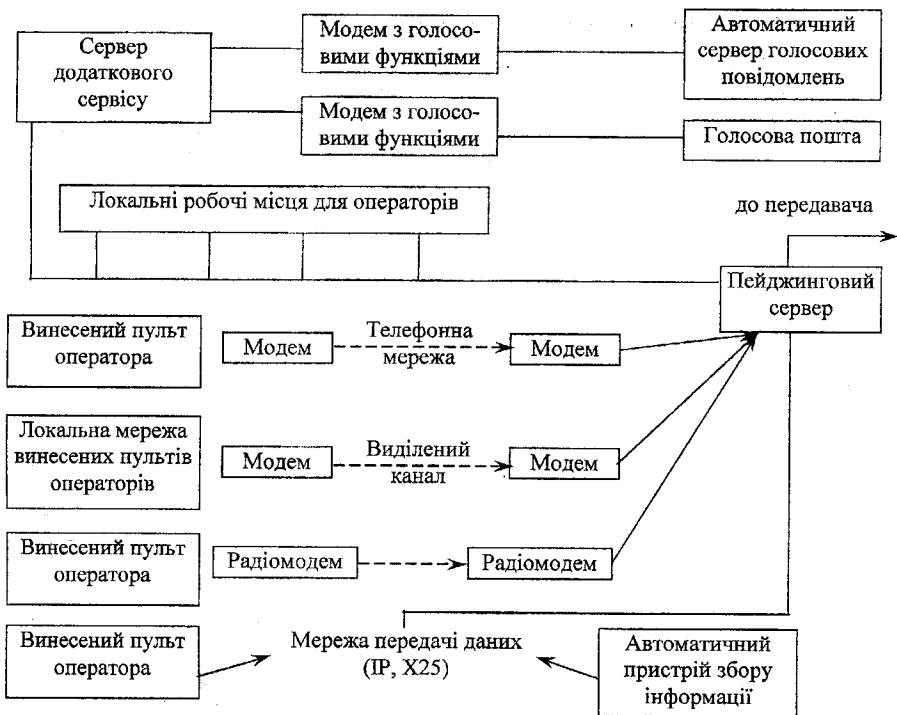 Сервер
додаткового
сервісу
Модем з голосо-
вими функціями
Автоматичний
сервер голосових
повідомлень
Модем з голосо-
вими функціями
Голосова пошта
Локальні робочі місця для операторів
до передавача
Пейджинговий
сервер
Винесений пульт
оператора
Модем
Телефонна
мережа
Модем
Локальна мережа
винесених пультів
операторів
Модем
Виділений
канал
Модем
Винесений пульт
оператора
Радіомодем
Радіомодем
Винесений пульт
оператора
Мережа передачі даних
(IP, X25)
Автоматичний
пристрій збору
інформації